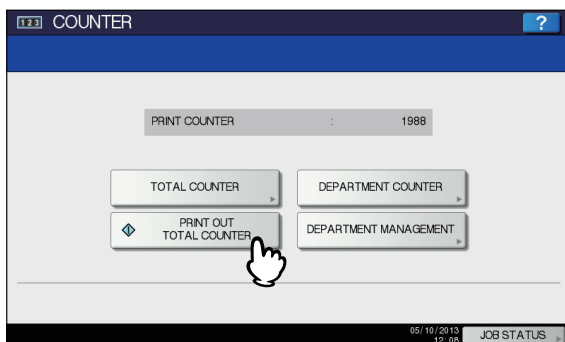 123 COUNTER ?
PRINT COUNTER : 1988
TOTAL COUNTER
DEPARTMENT COUNTER
PRINT OUT
TOTAL COUNTER
DEPARTMENT MANAGEMENT
05/10/2013
12:08
JOB STATUS